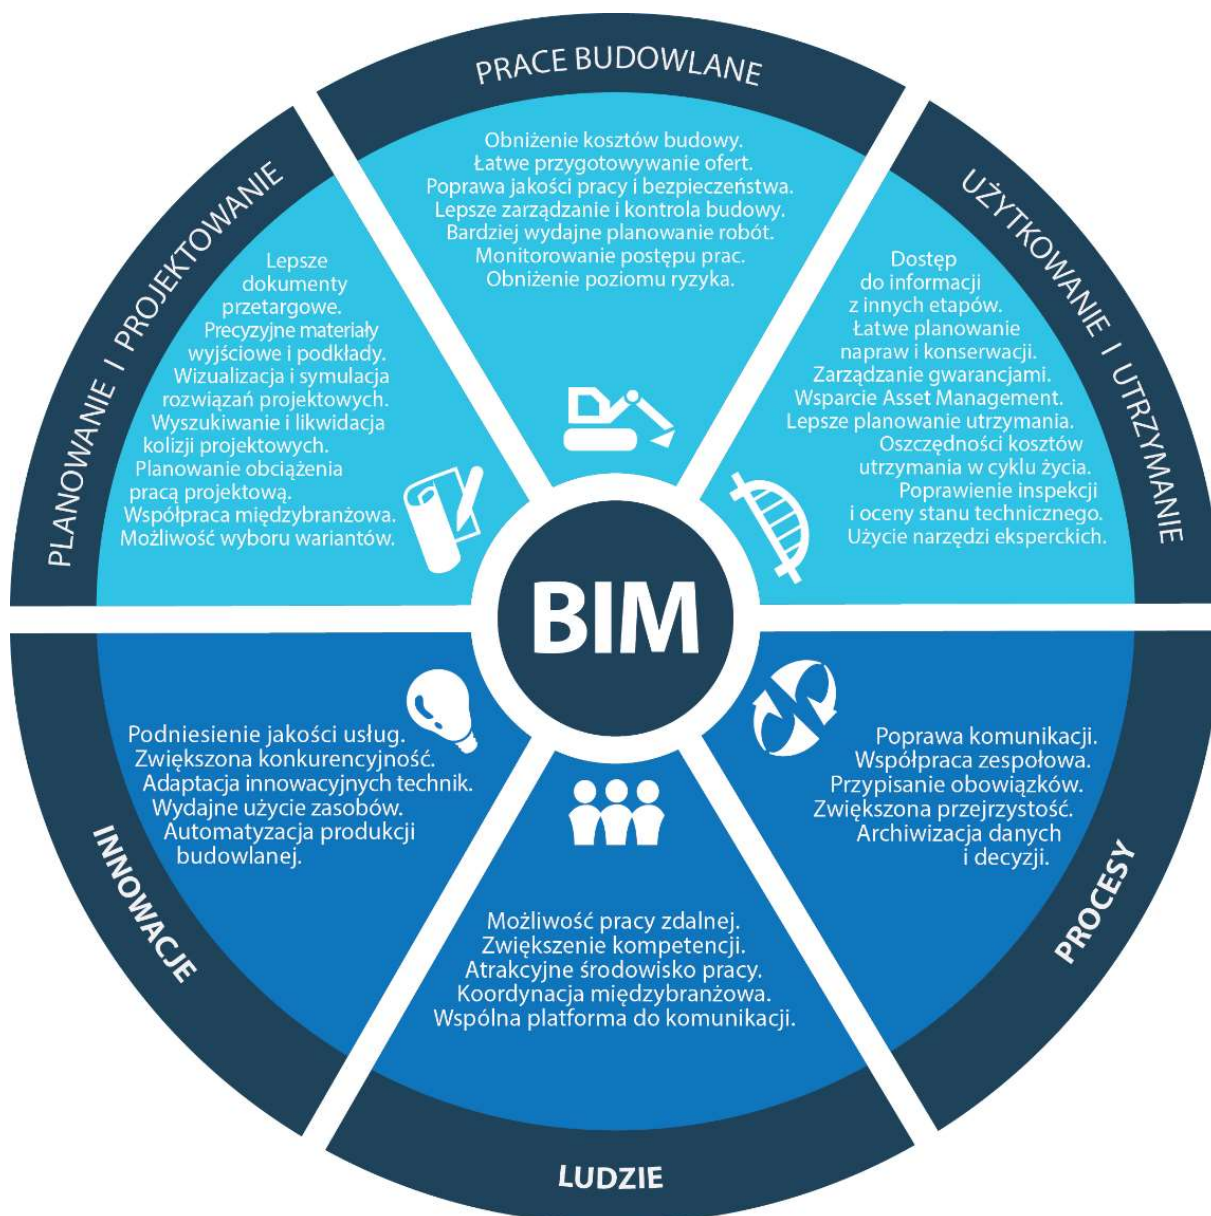 PRACE BUDOWLANE
Obniżenie kosztów budowy.
Łatwe przygotowywanie ofert.
Poprawa jakości pracy i bezpieczeństwa.
Lepsze zarządzanie i kontrola budowy.
Bardziej wydajne planowanie robót.
Monitorowanie postępu prac.
Obniżenie poziomu ryzyka.
UŻYTKOWANIE I UTRZYMANIE
Dostęp
do informacji
z innych etapów.
Łatwe planowanie
napraw i konserwacji.
Zarządzanie gwarancjami.
Wsparcie Asset Management.
Lepsze planowanie utrzymania.
Oszczędności kosztów
utrzymania w cyklu życia.
Poprawienie inspekcji
i oceny stanu technicznego.
Użycie narzędzi eksperckich.
PROCESY
Poprawa komunikacji.
Współpraca zespołowa.
Przypisanie obowiązków.
Zwiększona przejrzystość.
Archiwizacja danych
i decyzji.
LUDZIE
Możliwość pracy zdalnej.
Zwiększenie kompetencji.
Atrakcyjne środowisko pracy.
Koordynacja międzybranżowa.
Wspólna platforma do komunikacji.
INNOWACJE
Podniesienie jakości usług.
Zwiększona konkurencyjność.
Adaptacja innowacyjnych technik.
Wydajne użycie zasobów.
Automatyzacja produkcji
budowlanej.
PLANOWANIE I PROJEKTOWANIE
Lepsze
dokumenty
przetargowe.
Precyzyjne materiały
wyjściowe i podkłady.
Wizualizacja i symulacja
rozwiązań projektowych.
Wyszukiwanie i likwidacja
kolizji projektowych.
Planowanie obciążenia
pracą projektową.
Współpraca międzybranżowa.
Możliwość wyboru wariantów.
BIM